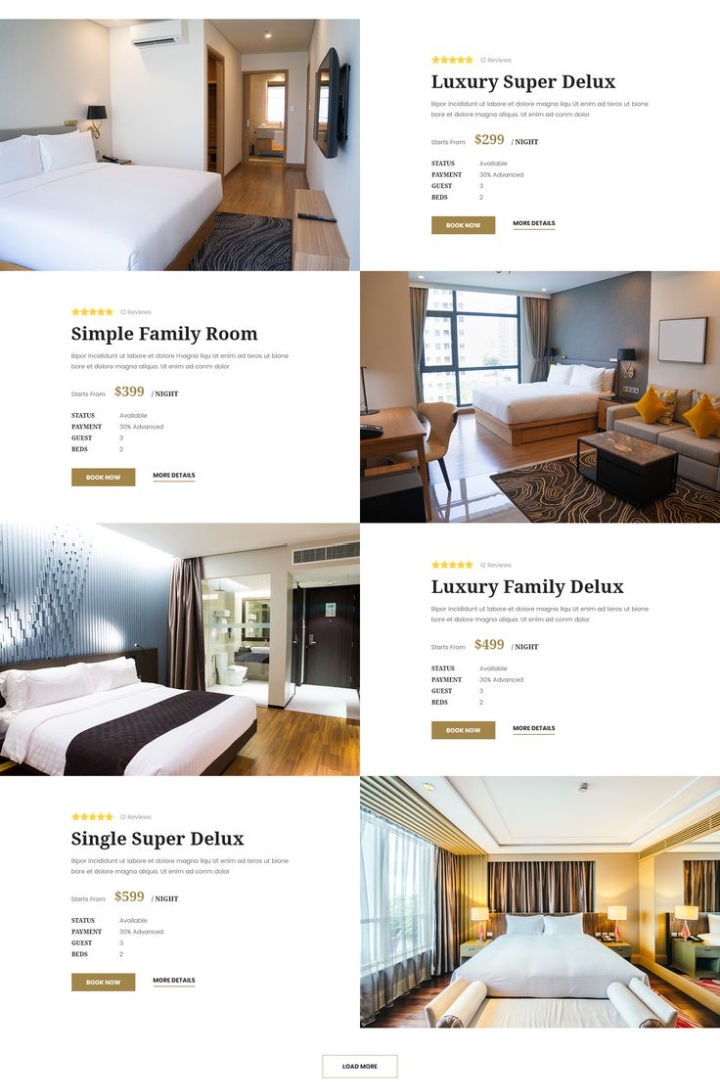 12 Reviews
Luxury Super Delux
Bipor incididunt ut labore et dolore magna liqu Ut enim ad teros ut bione
bore et dolore magna aliqua. Ut enim ad conm dolor
Starts From $299 / NIGHT
STATUS Available
PAYMENT 30% Advanced
GUEST 3
BEDS 2
BOOK NOW MORE DETAILS
12 Reviews
Simple Family Room
Bipor incididunt ut labore et dolore magna liqu Ut enim ad teros ut bione
bore et dolore magna aliqua. Ut enim ad conm dolor
Starts From $399 / NIGHT
STATUS Available
PAYMENT 30% Advanced
GUEST 3
BEDS 2
BOOK NOW MORE DETAILS
12 Reviews
Luxury Family Delux
Bipor incididunt ut labore et dolore magna liqu Ut enim ad teros ut bione
bore et dolore magna aliqua. Ut enim ad conm dolor
Starts From $499 / NIGHT
STATUS Available
PAYMENT 30% Advanced
GUEST 3
BEDS 2
BOOK NOW MORE DETAILS
12 Reviews
Single Super Delux
Bipor incididunt ut labore et dolore magna liqu Ut enim ad teros ut bione
bore et dolore magna aliqua. Ut enim ad conm dolor
Starts From $599 / NIGHT
STATUS Available
PAYMENT 30% Advanced
GUEST 3
BEDS 2
BOOK NOW MORE DETAILS
LOAD MORE